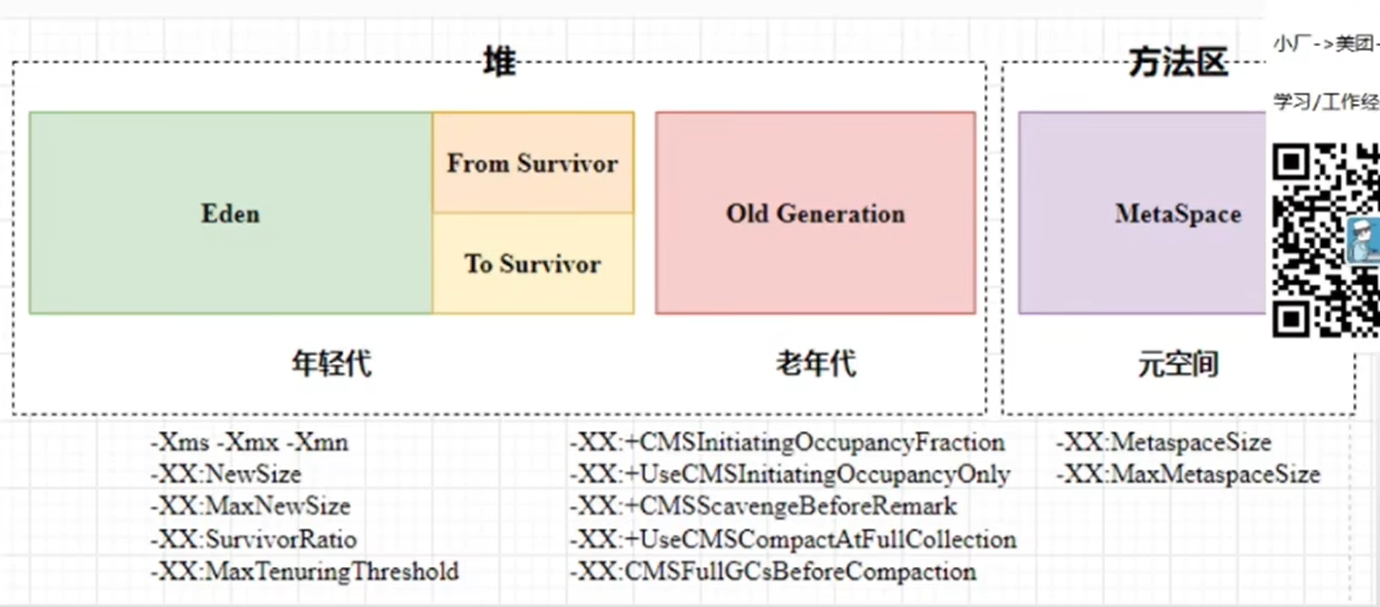 堆
方法区
小厂->美团-
学习/工作经
Eden
From Survivor
To Survivor
Old Generation
MetaSpace
年轻代
老年代
元空间
-Xms -Xmx -Xmn
-XX:NewSize
-XX:MaxNewSize
-XX:SurvivorRatio
-XX:MaxTenuringThreshold
-XX:+CMSInitiatingOccupancyFraction
-XX:+UseCMSInitiatingOccupancyOnly
-XX:+CMSScavengeBeforeRemark
-XX:+UseCMSCompactAtFullCollection
-XX:CMSFullGCsBeforeCompaction
-XX:MetaspaceSize
-XX:MaxMetaspaceSize